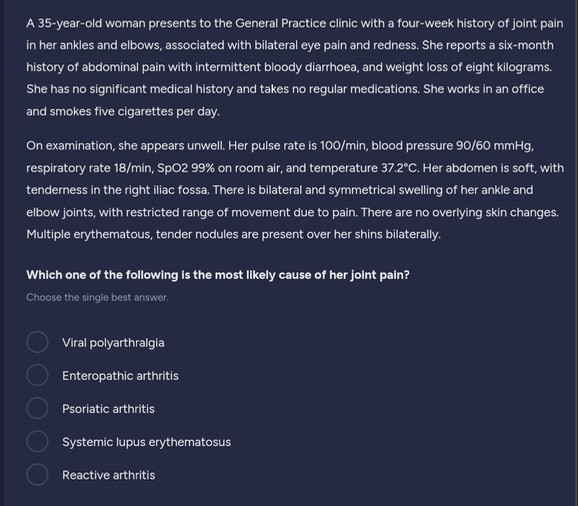 A 35-year-old woman presents to the General Practice clinic with a four-week history of joint pain
in her ankles and elbows, associated with bilateral eye pain and redness. She reports a six-month
history of abdominal pain with intermittent bloody diarrhoea, and weight loss of eight kilograms.
She has no significant medical history and takes no regular medications. She works in an office
and smokes five cigarettes per day.
On examination, she appears unwell. Her pulse rate is 100/min, blood pressure 90/60 mmHg,
respiratory rate 18/min, SpO2 99% on room air, and temperature 37.2°C. Her abdomen is soft, with
tenderness in the right iliac fossa. There is bilateral and symmetrical swelling of her ankle and
elbow joints, with restricted range of movement due to pain. There are no overlying skin changes.
Multiple erythematous, tender nodules are present over her shins bilaterally.
Which one of the following is the most likely cause of her joint pain?
Choose the single best answer.
Viral polyarthralgia
Enteropathic arthritis
Psoriatic arthritis
Systemic lupus erythematosus
Reactive arthritis